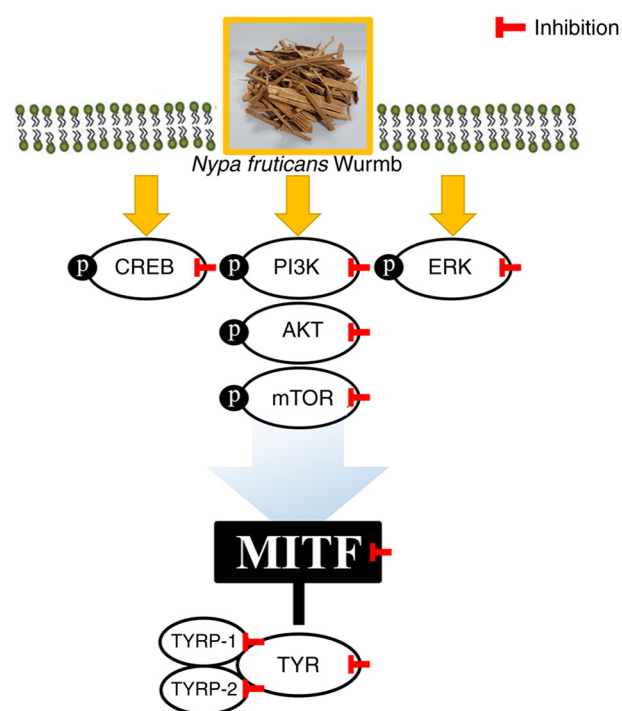 Inhibition
Nypa fruticans Wurmb
p CREB p PI3K p ERK
p AKT
p mTOR
MITF
TYRP-1
TYR
TYRP-2